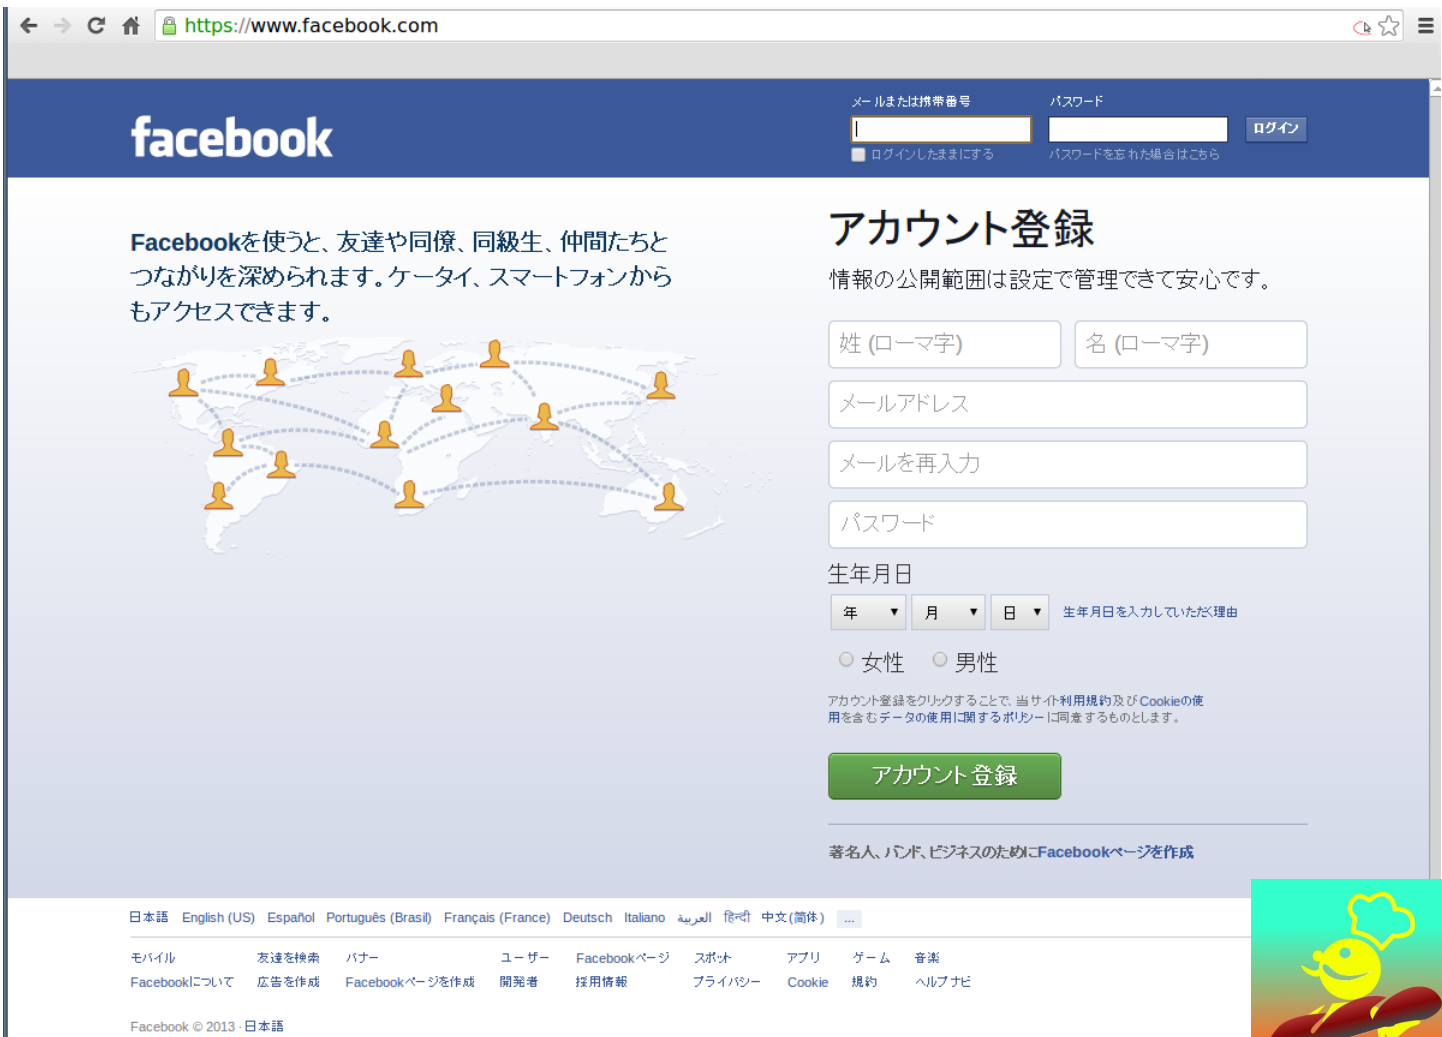 https://www.facebook.com
facebook
メールまたは携帯番号
パスワード
ログイン
ログインしたままにする
パスワードを忘れた場合はこちら
Facebookを使うと、友達や同僚、同級生、仲間たちと
つながりを深められます。ケータイ、スマートフォンから
もアクセスできます。
アカウント登録
情報の公開範囲は設定で管理できて安心です。
姓 (ローマ字)
名 (ローマ字)
メールアドレス
メールを再入力
パスワード
生年月日
年
月
日
生年月日を入力していただく理由
女性
男性
アカウント登録をクリックすることで、当サイト利用規約及びCookieの使
用を含むデータの使用に関するポリシーに同意するものとします。
アカウント登録
著名人、バンド、ビジネスのためにFacebookページを作成
日本語 English (US) Español Português (Brasil) Français (France) Deutsch Italiano العربية हिन्दी 中文(简体) ...
モバイル 友達を検索 バナー ユーザー Facebookページ スポット アプリ ゲーム 音楽
Facebookについて 広告を作成 Facebookページを作成 開発者 採用情報 プライバシー Cookie 規約 ヘルプナビ
Facebook © 2013 · 日本語